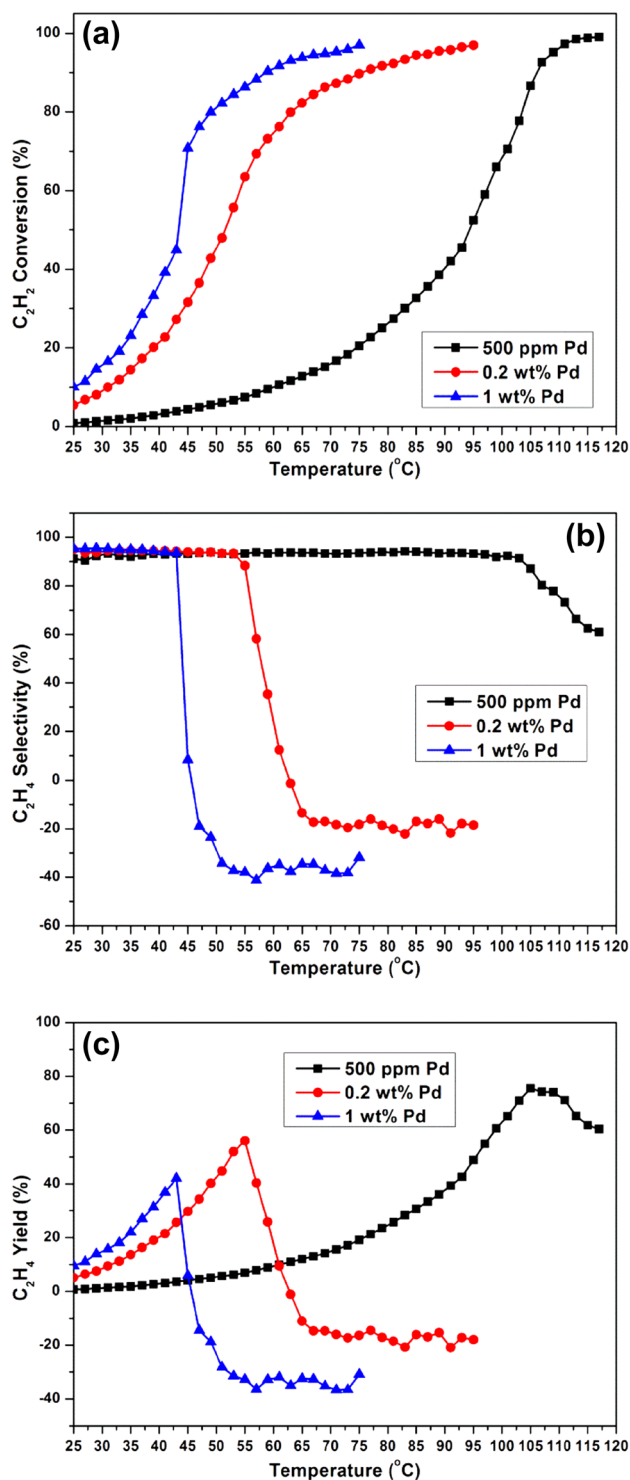 (a)
100
80
60
40
20
0
C₂H₂ Conversion (%)
500 ppm Pd
0.2 wt% Pd
1 wt% Pd
25 30 35 40 45 50 55 60 65 70 75 80 85 90 95 100 105 110 115 120
Temperature (°C)
(b)
100
80
60
40
20
0
-20
-40
-60
C₂H₄ Selectivity (%)
500 ppm Pd
0.2 wt% Pd
1 wt% Pd
25 30 35 40 45 50 55 60 65 70 75 80 85 90 95 100 105 110 115 120
Temperature (°C)
(c)
100
80
60
40
20
0
-20
-40
C₂H₄ Yield (%)
500 ppm Pd
0.2 wt% Pd
1 wt% Pd
25 30 35 40 45 50 55 60 65 70 75 80 85 90 95 100 105 110 115 120
Temperature (°C)